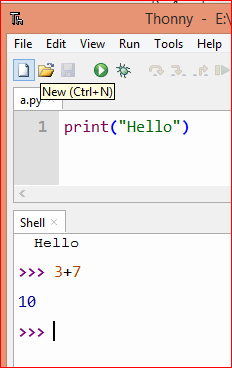 Thonny - E:\
File Edit View Run Tools Help
New (Ctrl+N)
a.py ×
1 print("Hello")
Shell ×
Hello
>>> 3+7
10
>>>